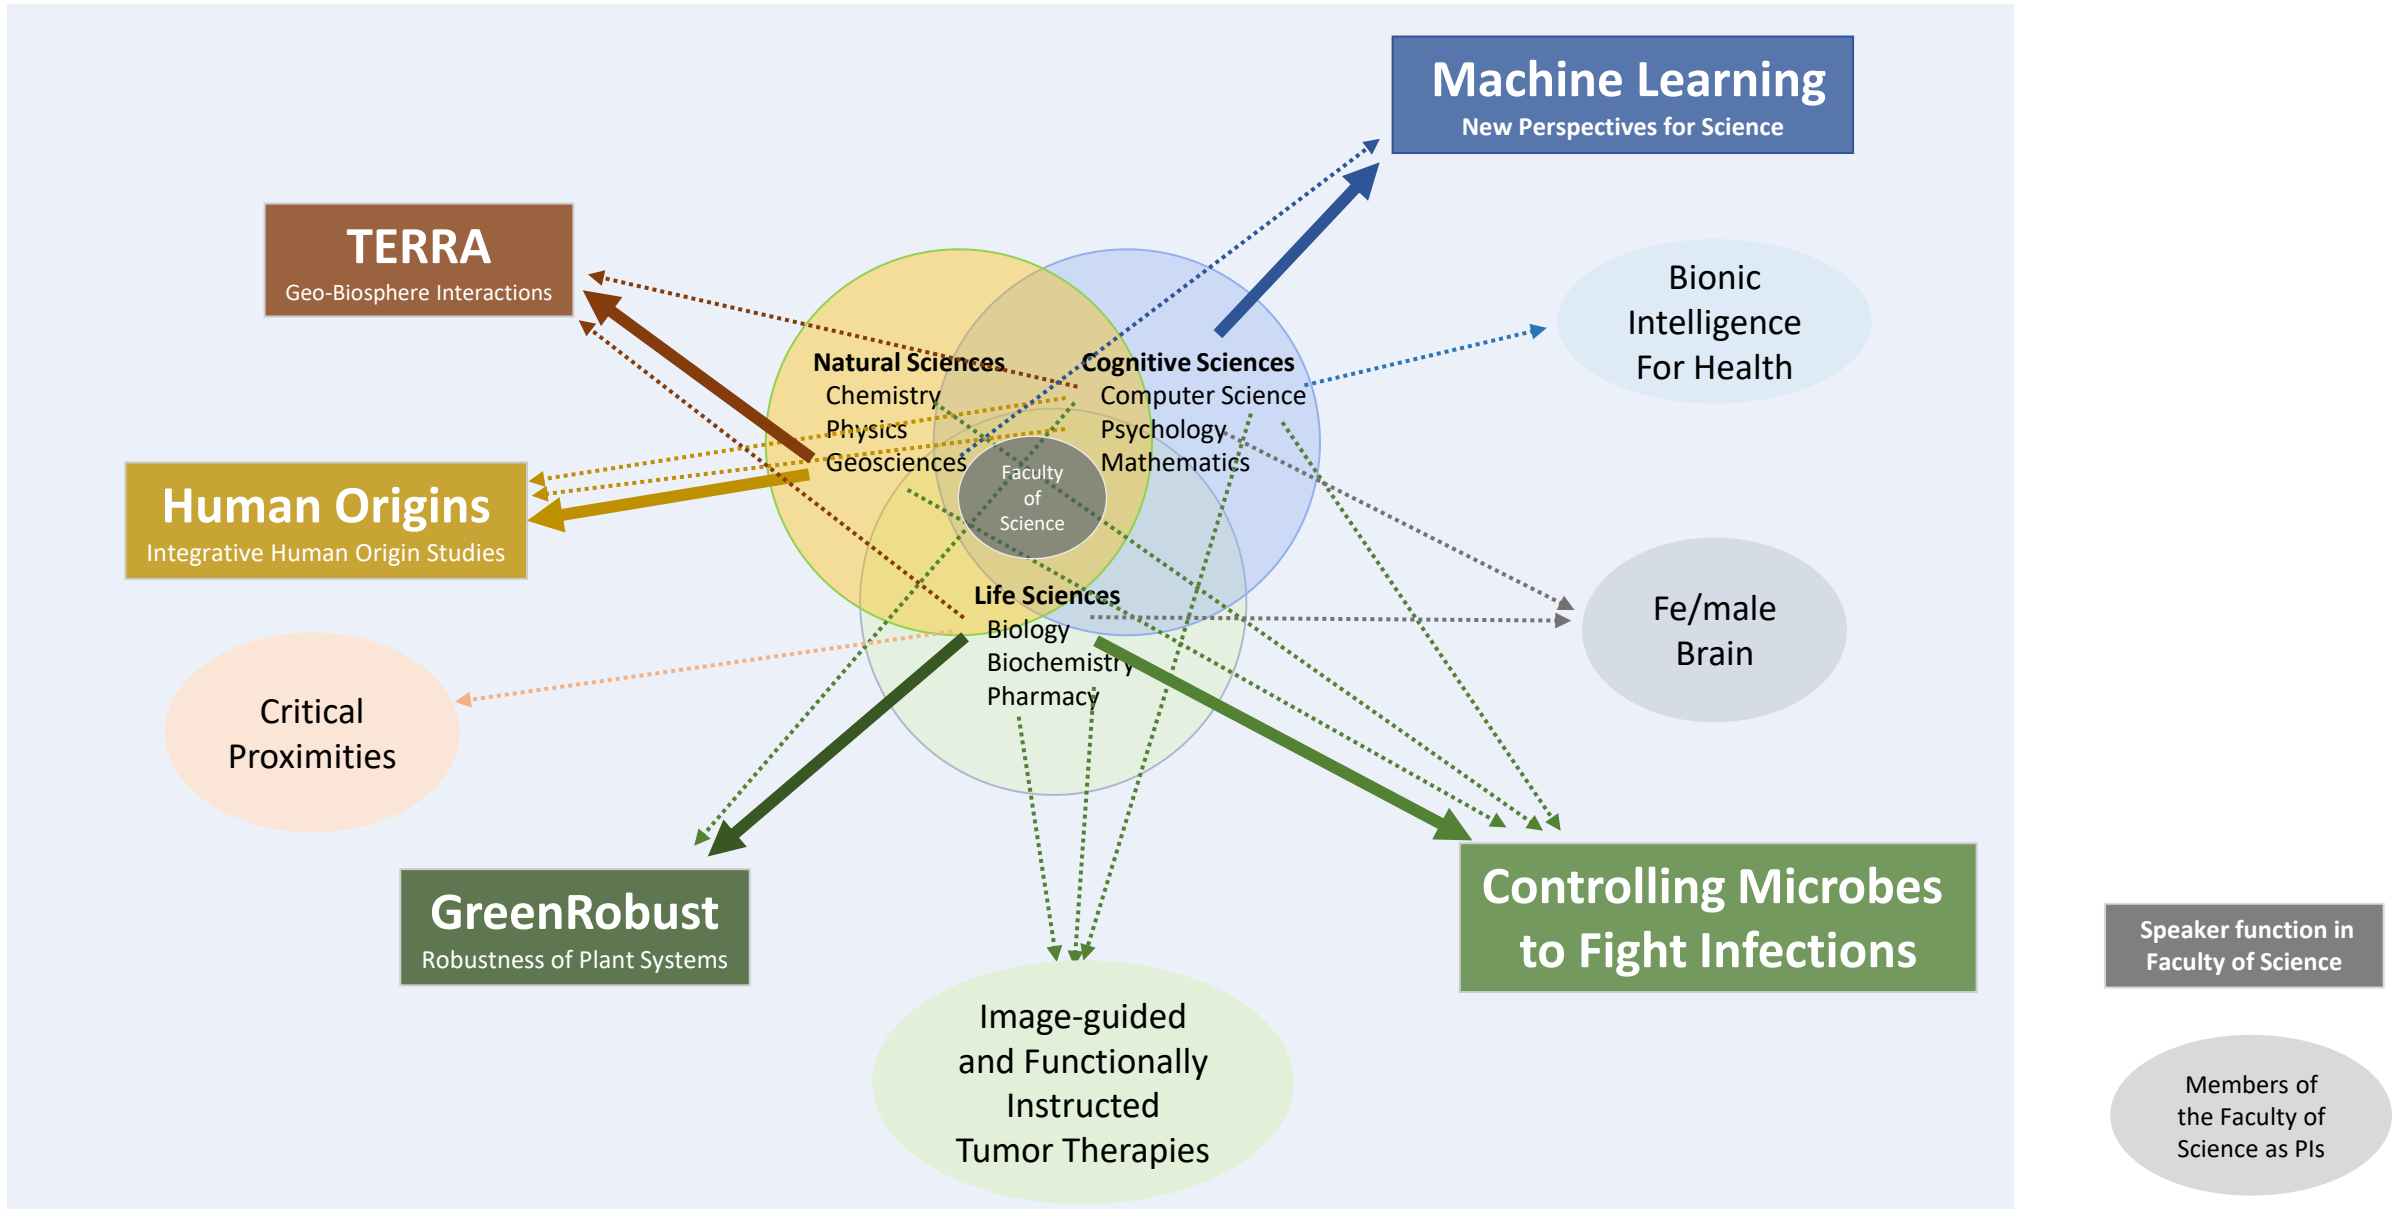 Machine Learning
New Perspectives for Science
TERRA
Geo-Biosphere Interactions
Bionic
Intelligence
For Health
Natural Sciences
Chemistry
Physics
Geosciences
Cognitive Sciences
Computer Science
Psychology
Mathematics
Faculty
of
Science
Human Origins
Integrative Human Origin Studies
Life Sciences
Biology
Biochemistry
Pharmacy
Fe/male
Brain
Critical
Proximities
GreenRobust
Robustness of Plant Systems
Controlling Microbes
to Fight Infections
Image-guided
and Functionally
Instructed
Tumor Therapies
Speaker function in
Faculty of Science
Members of
the Faculty of
Science as PIs